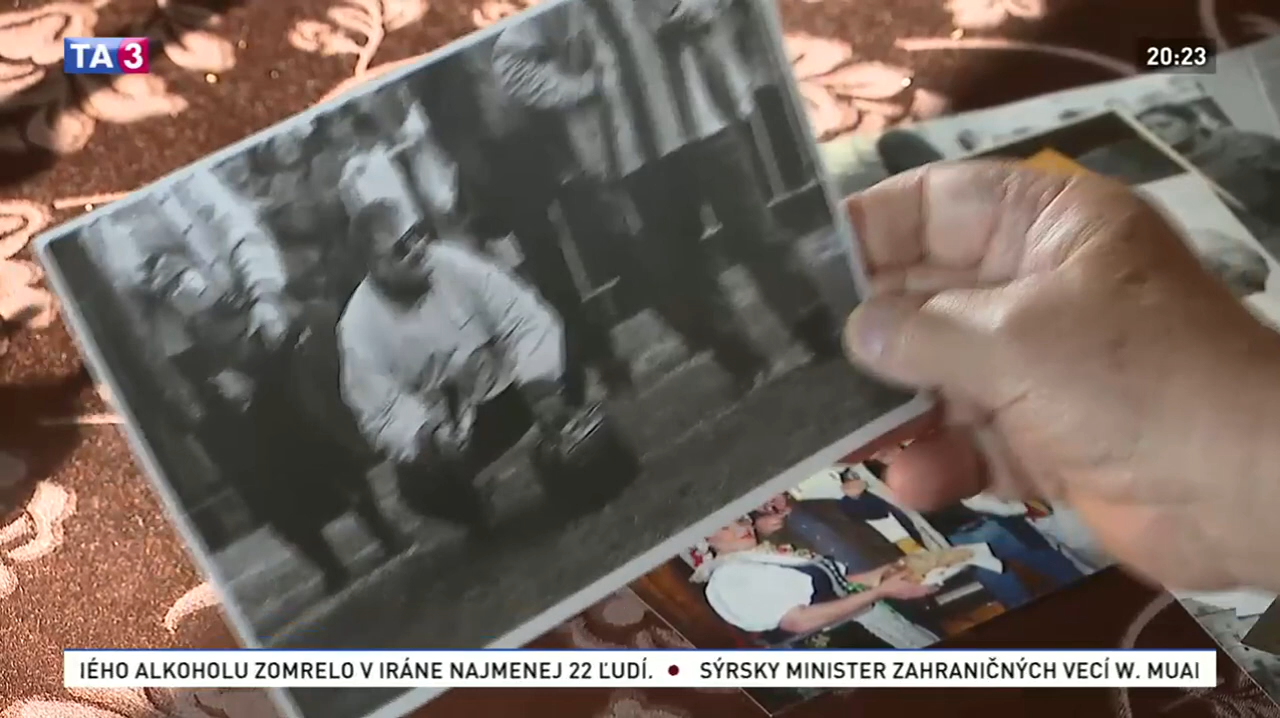 TA3
20:23
IÉHO ALKOHOLU ZOMRELO V IRÁNE NAJMENEJ 22 ĽUDÍ. • SÝRSKY MINISTER ZAHRANIČNÝCH VECÍ W. MUAI